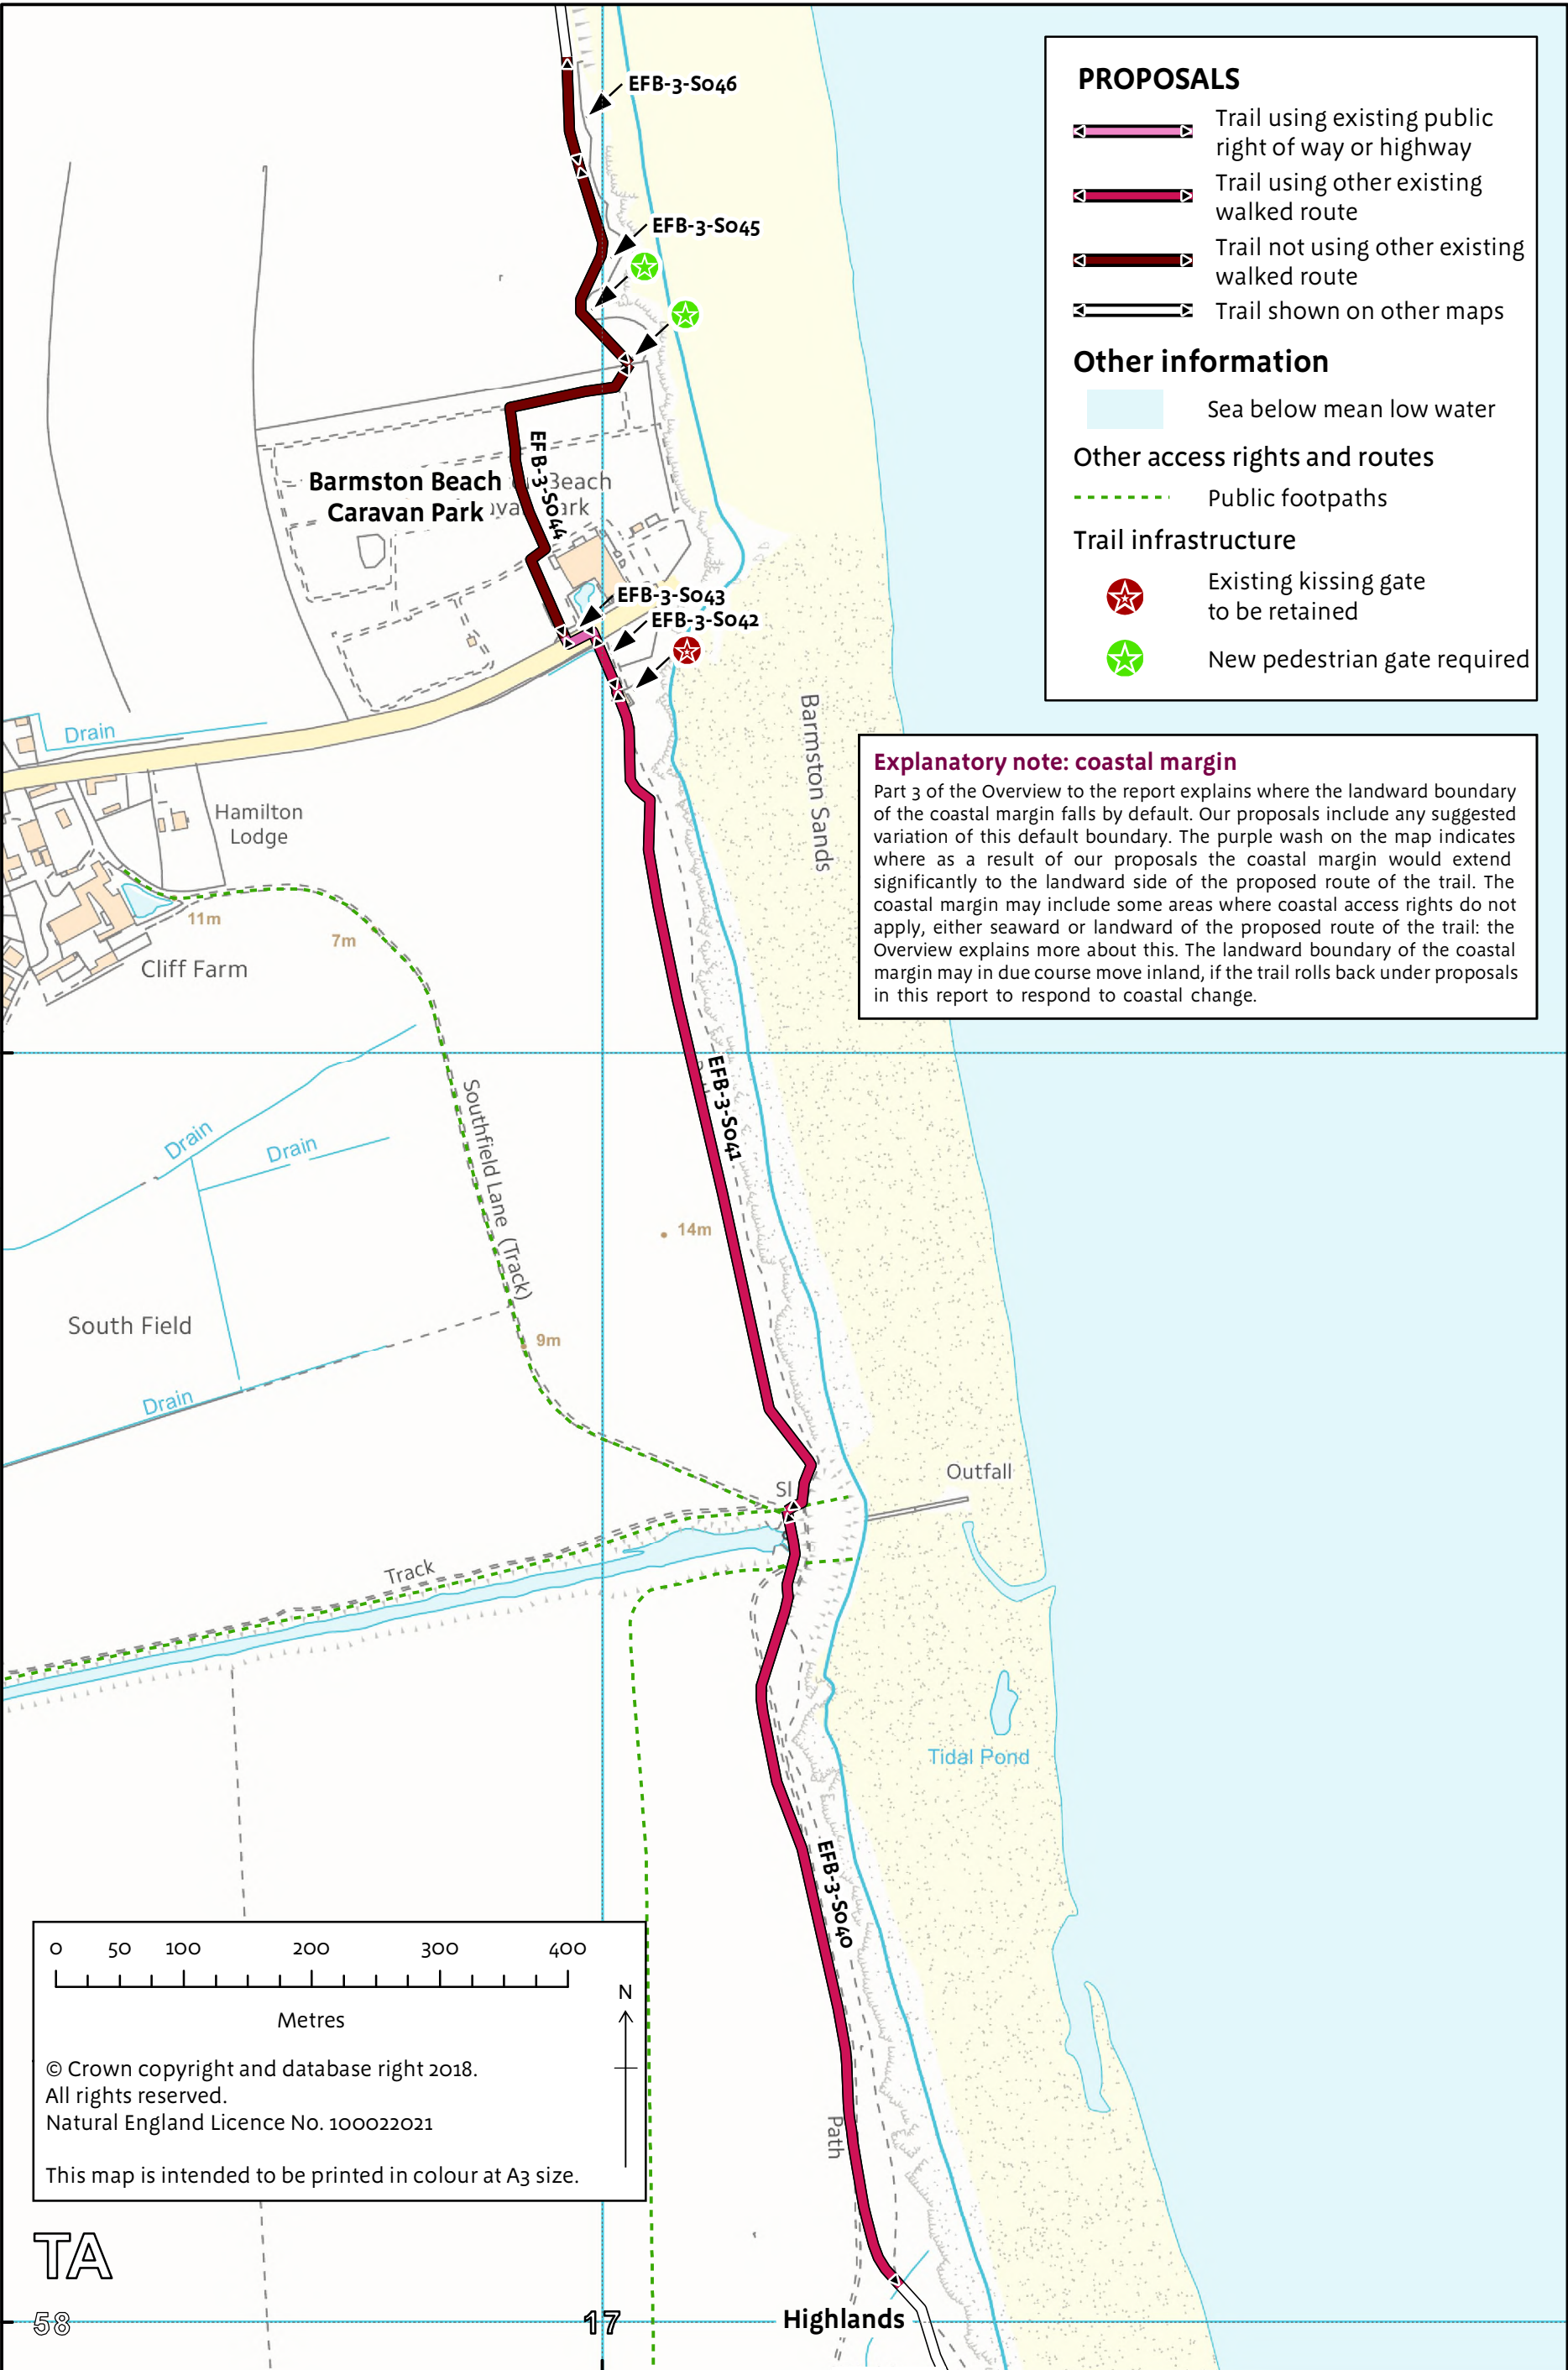 EFB-3-S046
EFB-3-S045
EFB-3-S044
Barmston Beach
Caravan Park
Beach
ark
EFB-3-S043
EFB-3-S042
Drain
Hamilton
Lodge
11m
7m
Cliff Farm
Barmston Sands
EFB-3-S041
Drain
Drain
Southfield Lane (Track)
14m
South Field
9m
Drain
Outfall
Sl
Track
Tidal Pond
EFB-3-S040
Path
Highlands
PROPOSALS
Trail using existing public
right of way or highway
Trail using other existing
walked route
Trail not using other existing
walked route
Trail shown on other maps
Other information
Sea below mean low water
Other access rights and routes
Public footpaths
Trail infrastructure
Existing kissing gate
to be retained
New pedestrian gate required
Explanatory note: coastal margin
Part 3 of the Overview to the report explains where the landward boundary
of the coastal margin falls by default. Our proposals include any suggested
variation of this default boundary. The purple wash on the map indicates
where as a result of our proposals the coastal margin would extend
significantly to the landward side of the proposed route of the trail. The
coastal margin may include some areas where coastal access rights do not
apply, either seaward or landward of the proposed route of the trail: the
Overview explains more about this. The landward boundary of the coastal
margin may in due course move inland, if the trail rolls back under proposals
in this report to respond to coastal change.
0 50 100 200 300 400
Metres
N
© Crown copyright and database right 2018.
All rights reserved.
Natural England Licence No. 100022021
This map is intended to be printed in colour at A3 size.
TA
58
17